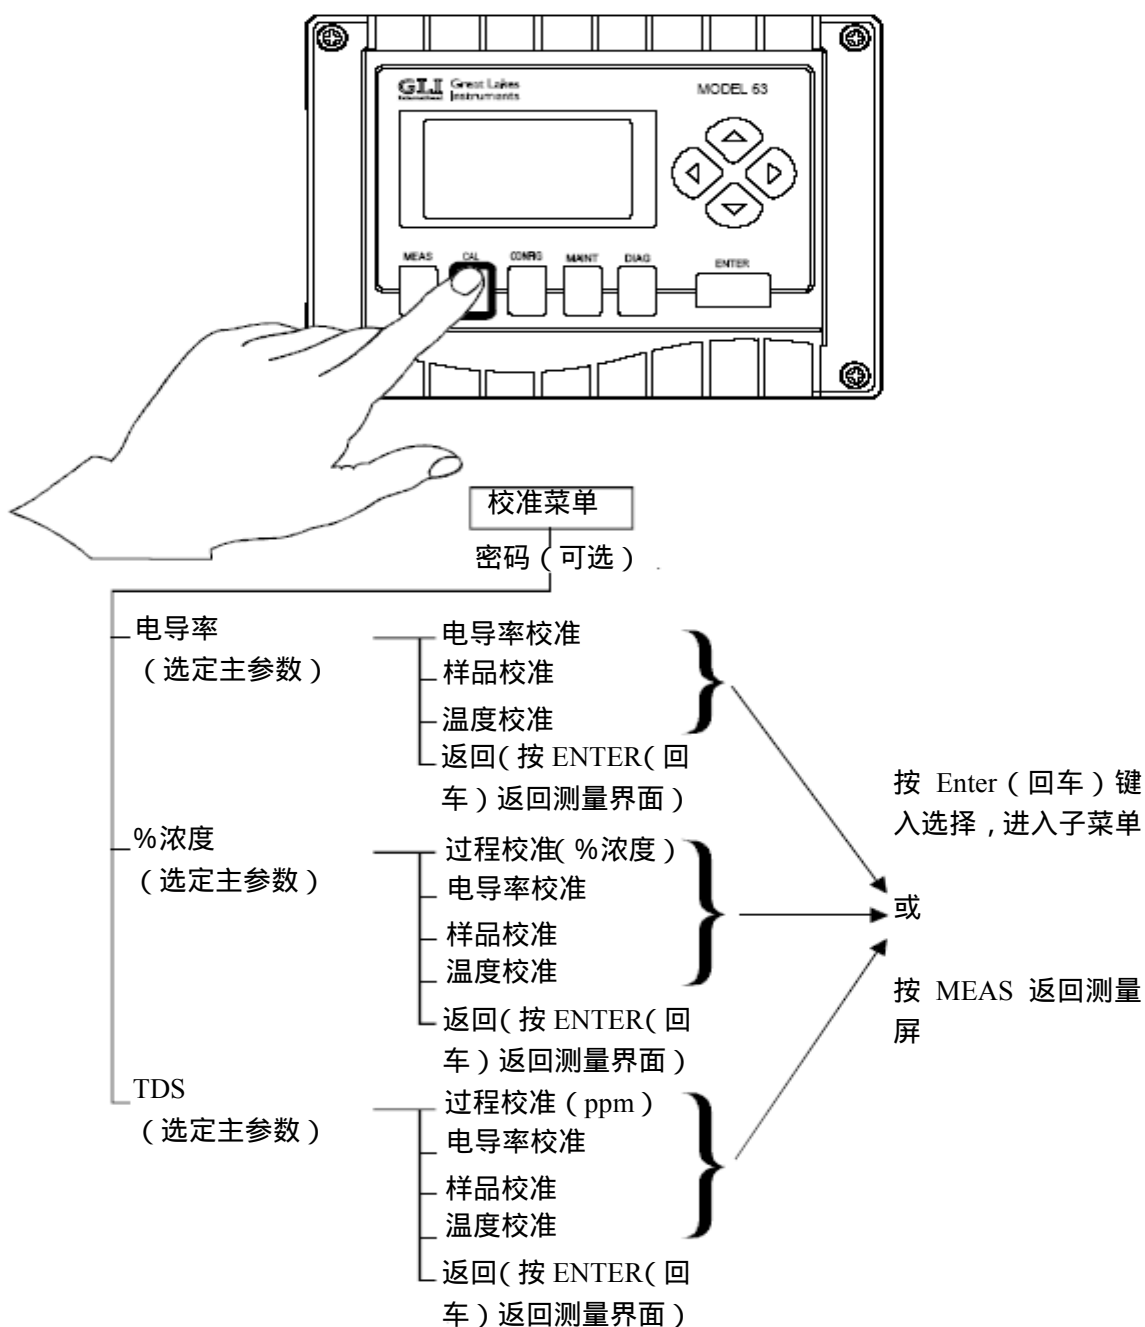 GLI Great Lakes
International Instruments
MODEL 53
MEAS CAL CONFIG MAINT DIAG ENTER
校准菜单
密码（可选）
电导率
（选定主参数）
电导率校准
样品校准
温度校准
返回（按 ENTER（回
车）返回测量界面）
%浓度
（选定主参数）
过程校准（%浓度）
电导率校准
样品校准
温度校准
返回（按 ENTER（回
车）返回测量界面）
TDS
（选定主参数）
过程校准（ppm）
电导率校准
样品校准
温度校准
返回（按 ENTER（回
车）返回测量界面）
按 Enter（回车）键
入选择，进入子菜单
或
按 MEAS 返回测量
屏